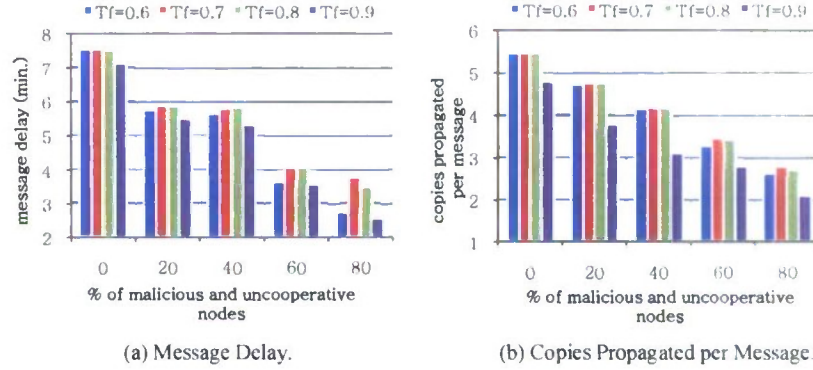 Tf=0.6 Tf=0.7 Tf=0.8 Tf=0.9
8
7
6
5
4
3
2
message delay (min.)
0 20 40 60 80
% of malicious and uncooperative
nodes
(a) Message Delay.
Tf=0.6 Tf=0.7 Tf=0.8 Tf=0.9
6
5
4
3
2
1
copies propagated
per message
0 20 40 60 80
% of malicious and uncooperative
nodes
(b) Copies Propagated per Message.